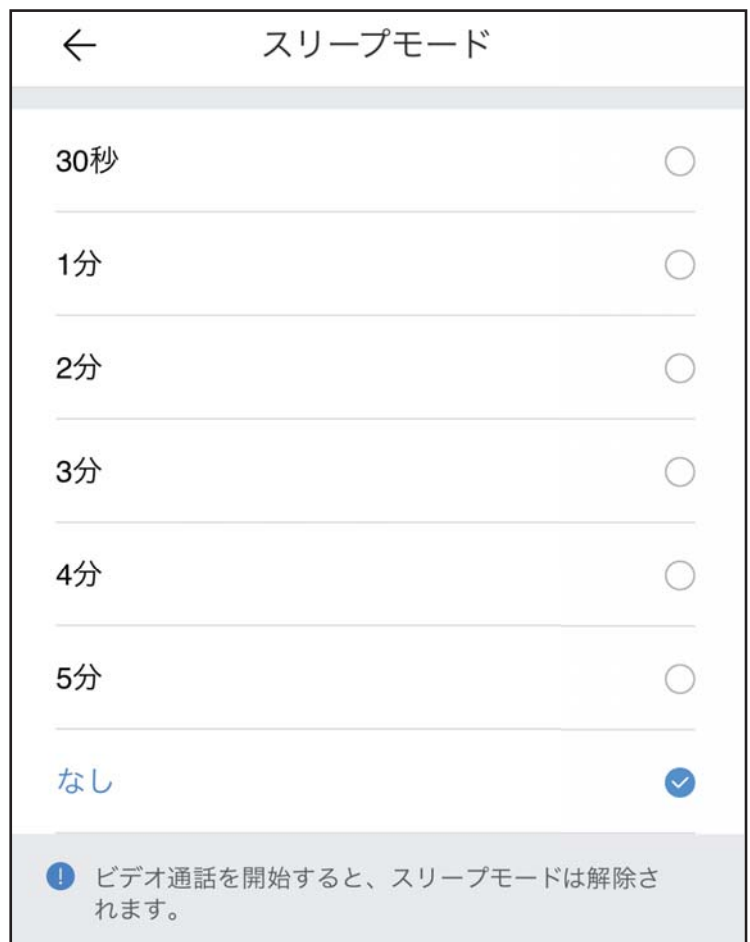 スリープモード
30秒
1分
2分
3分
4分
5分
なし
ビデオ通話を開始すると、スリープモードは解除さ
れます。